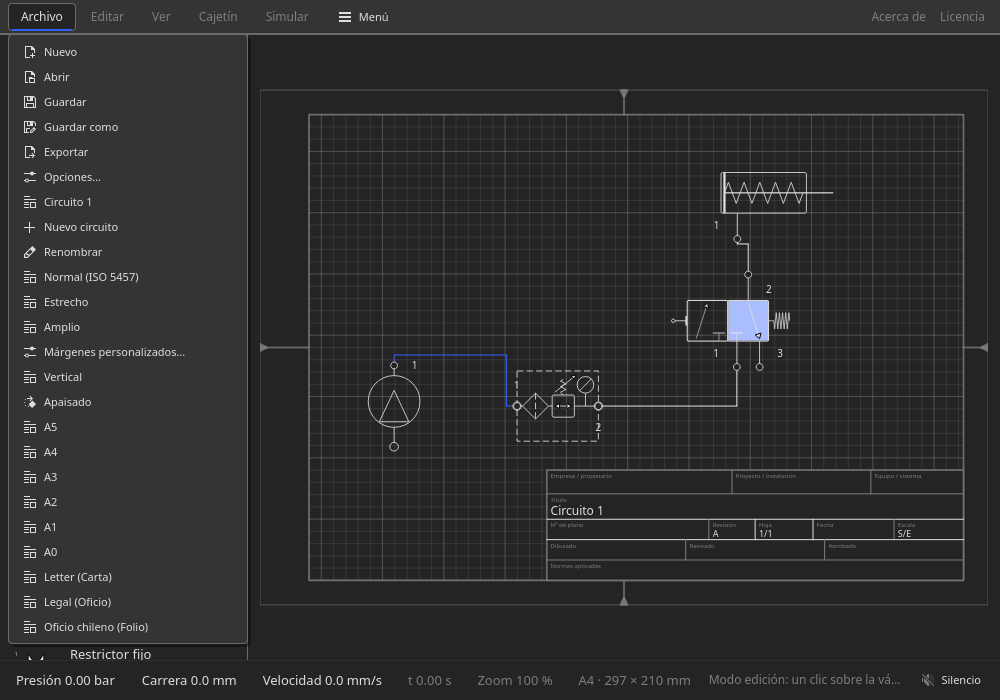 Archivo Editar Ver Cajetín Simular Menú Acerca de Licencia
Nuevo
Abrir
Guardar
Guardar como
Exportar
Opciones...
Circuito 1
Nuevo circuito
Renombrar
Normal (ISO 5457)
Estrecho
Amplio
Márgenes personalizados...
Vertical
Apaisado
A5
A4
A3
A2
A1
A0
Letter (Carta)
Legal (Oficio)
Oficio chileno (Folio)
1 Restrictor fijo
1
2
1 3
1
1
2
Empresa / propietario Proyecto / instalación Equipo / sistema
Título
Circuito 1
Nº de plano Revisión Hoja Fecha Escala
A 1/1 S/E
Dibujado Revisado Aprobado
Normas aplicadas
Presión 0.00 bar Carrera 0.0 mm Velocidad 0.0 mm/s t 0.00 s Zoom 100 % A4 · 297 × 210 mm Modo edición: un clic sobre la vá... Silencio